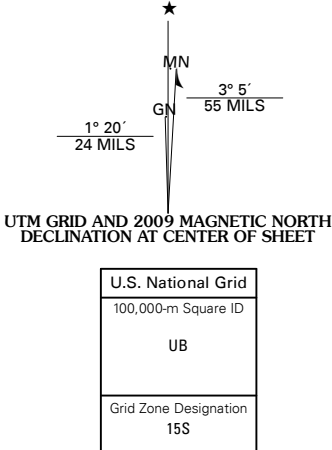 ★
MN
3° 5´
55 MILS
GN
1° 20´
24 MILS
UTM GRID AND 2009 MAGNETIC NORTH
DECLINATION AT CENTER OF SHEET
U.S. National Grid
100,000-m Square ID
UB
Grid Zone Designation
15S